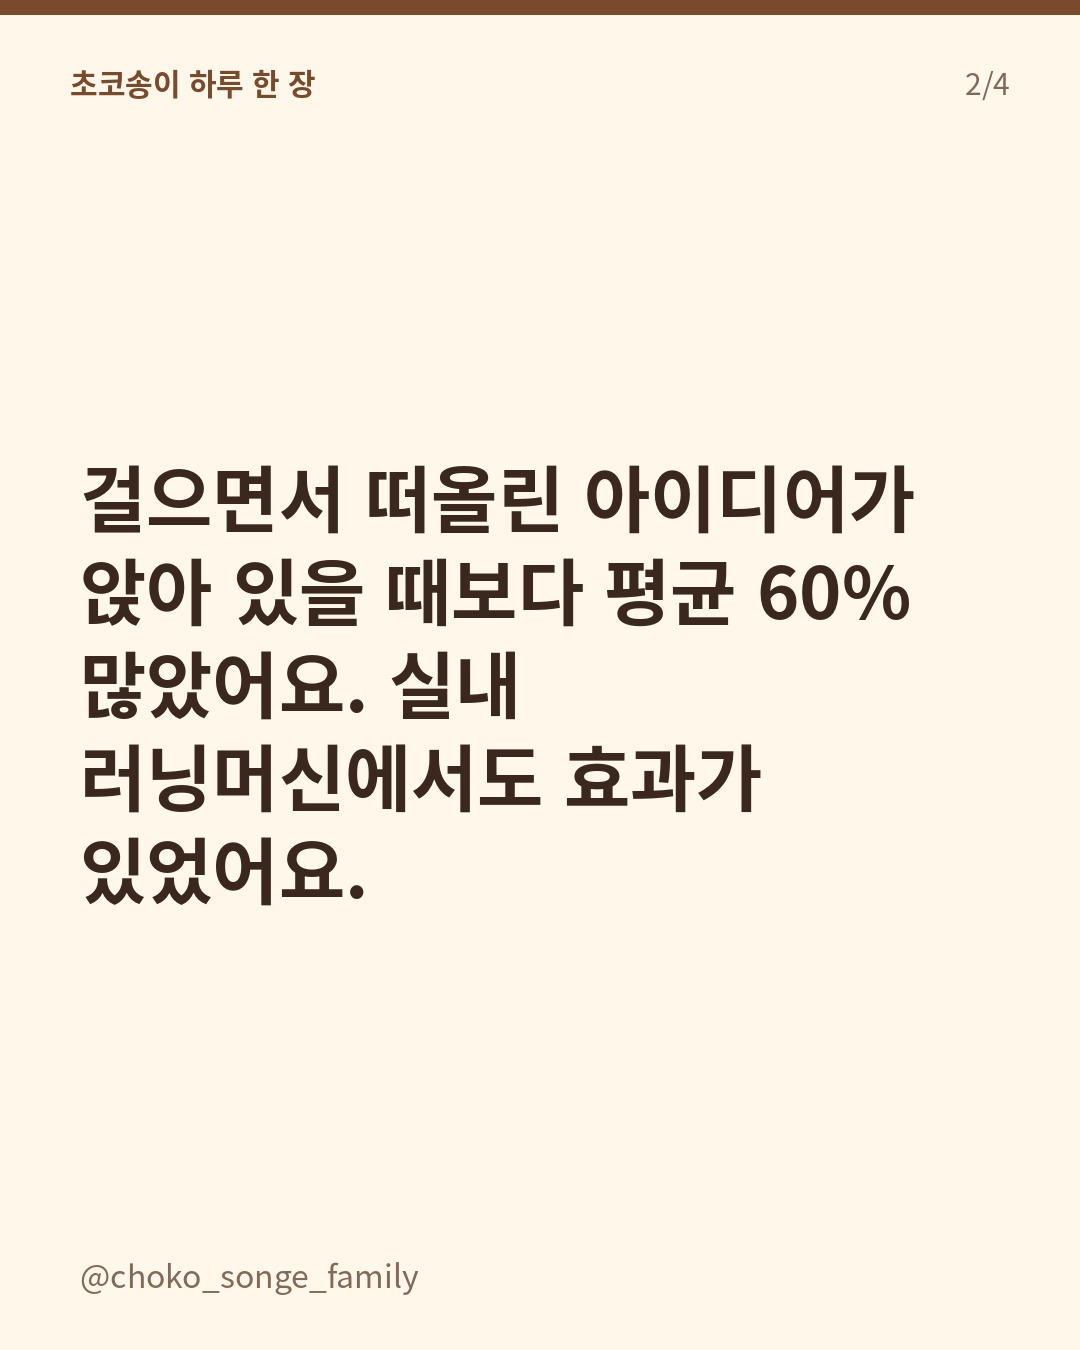 초코송이 하루 한 장
2/4
걸으면서 떠올린 아이디어가
앉아 있을 때보다 평균 60%
많았어요. 실내
러닝머신에서도 효과가
있었어요.
@choko_songe_family